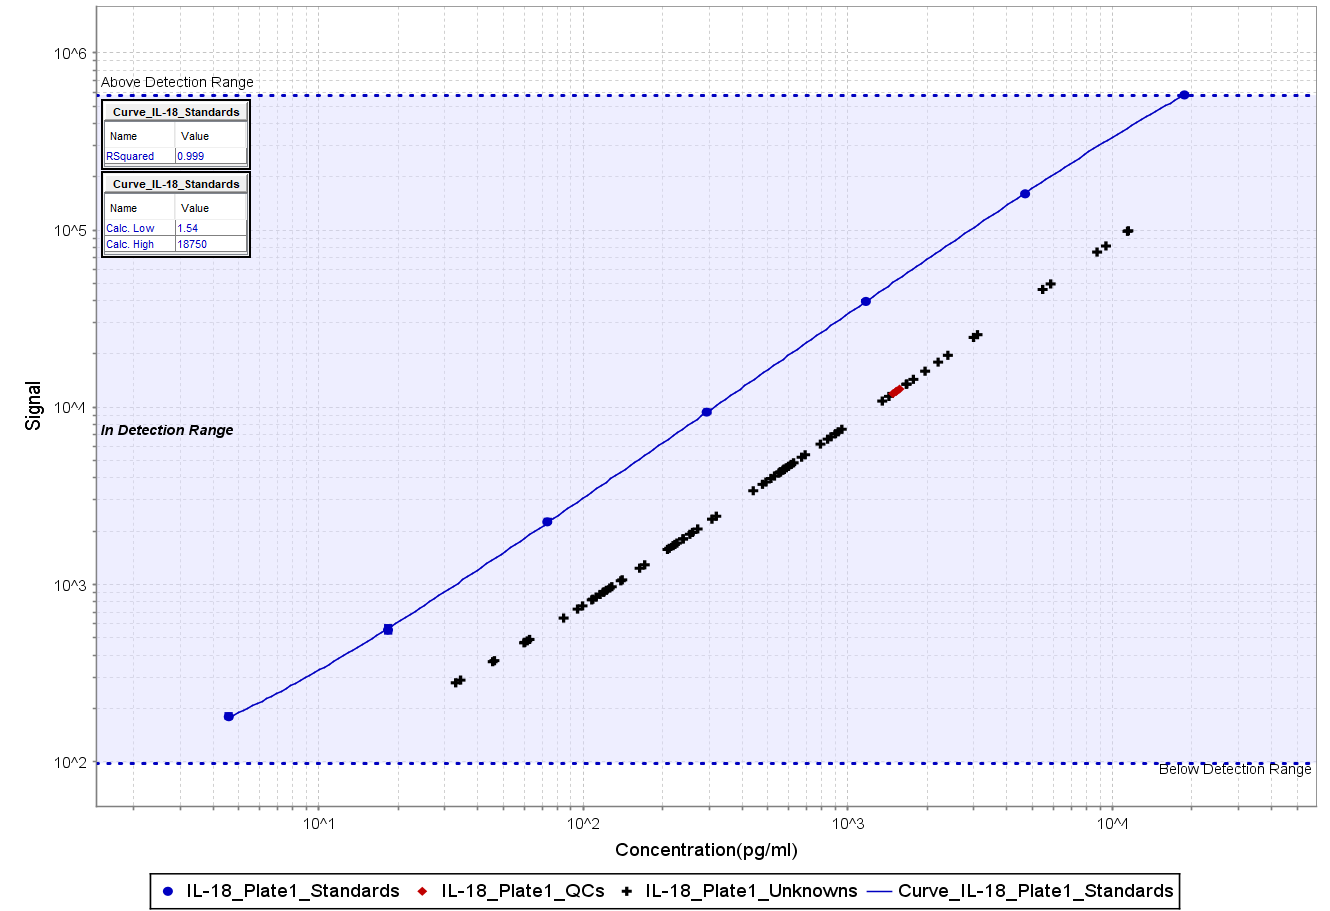 10^6
Above Detection Range
Curve_IL-18_Standards
Name Value
RSquared 0.999
Curve_IL-18_Standards
Name Value
Calc. Low 1.54
Calc. High 18750
10^5
Signal
10^4
In Detection Range
10^3
10^2
Below Detection Range
10^1 10^2 10^3 10^4
Concentration(pg/ml)
IL-18_Plate1_Standards IL-18_Plate1_QCs IL-18_Plate1_Unknowns Curve_IL-18_Plate1_Standards